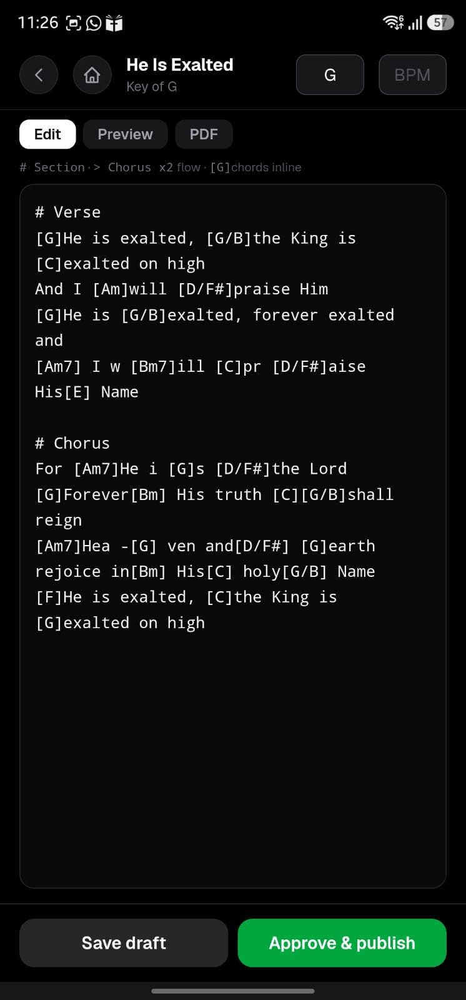 11:26
6
57
He Is Exalted
Key of G
G
BPM
Edit
Preview
PDF
# Section · > Chorus x2 flow · [G]chords inline
# Verse
[G]He is exalted, [G/B]the King is
[C]exalted on high
And I [Am]will [D/F#]praise Him
[G]He is [G/B]exalted, forever exalted
and
[Am7] I w [Bm7]ill [C]pr [D/F#]aise
His[E] Name
# Chorus
For [Am7]He i [G]s [D/F#]the Lord
[G]Forever[Bm] His truth [C][G/B]shall
reign
[Am7]Hea -[G] ven and[D/F#] [G]earth
rejoice in[Bm] His[C] holy[G/B] Name
[F]He is exalted, [C]the King is
[G]exalted on high
Save draft
Approve & publish